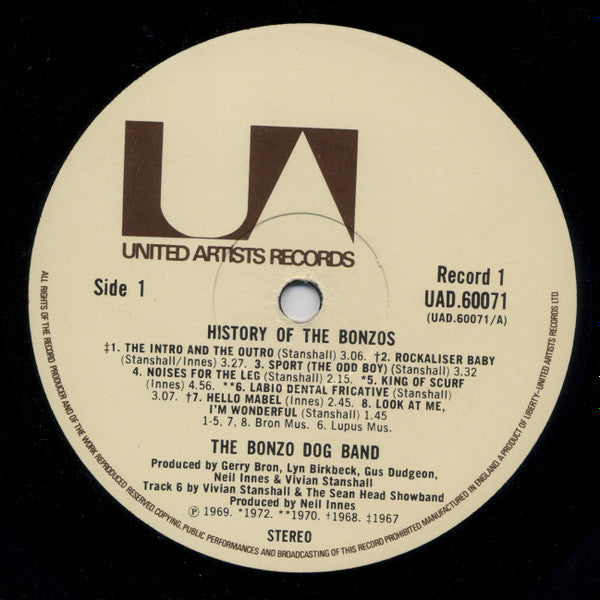 UA
UNITED ARTISTS RECORDS
Side 1
Record 1
UAD.60071
(UAD.60071/A)
HISTORY OF THE BONZOS
‡1. THE INTRO AND THE OUTRO (Stanshall) 3.06. †2. ROCKALISER BABY
(Stanshall/Innes) 3.27. 3. SPORT (THE ODD BOY) (Stanshall) 3.32
4. NOISES FOR THE LEG (Stanshall) 2.15. *5. KING OF SCURF
(Innes) 4.56. **6. LABIO DENTAL FRICATIVE (Stanshall)
3.07. †7. HELLO MABEL (Innes) 2.45. 8. LOOK AT ME,
I'M WONDERFUL (Stanshall) 1.45
1-5, 7, 8. Bron Mus. 6. Lupus Mus.
THE BONZO DOG BAND
Produced by Gerry Bron, Lyn Birkbeck, Gus Dudgeon,
Neil Innes & Vivian Stanshall
Track 6 by Vivian Stanshall & The Sean Head Showband
Produced by Neil Innes
℗ 1969. *1972. **1970. †1968. ‡1967
STEREO
ALL RIGHTS OF THE RECORD PRODUCER AND OF THE WORK REPRODUCED RESERVED COPYING, PUBLIC PERFORMANCES AND BROADCASTING OF THIS RECORD PROHIBITED MANUFACTURED IN ENGLAND. A PRODUCT OF LIBERTY-UNITED ARTISTS RECORDS LTD.